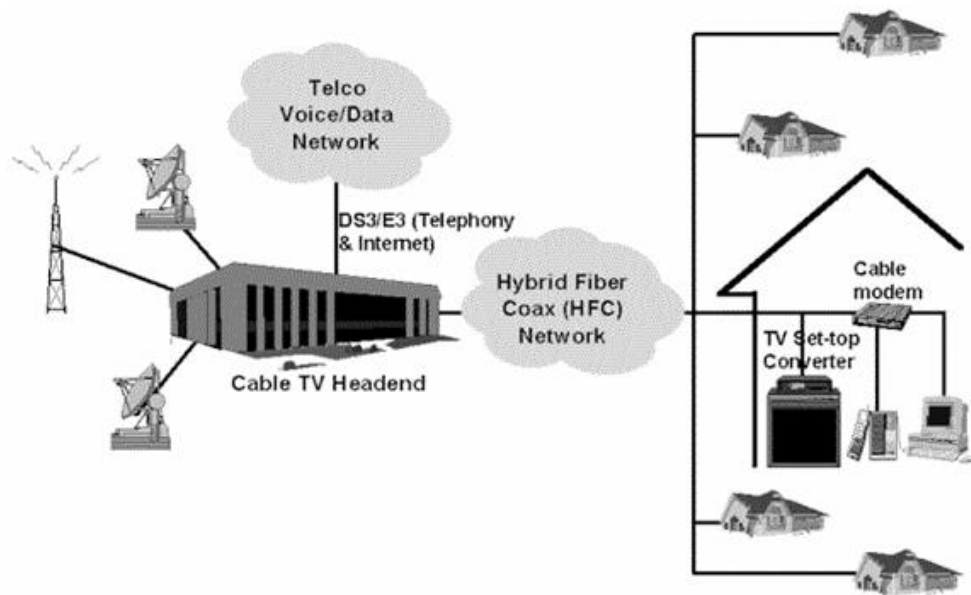 Telco
Voice/Data
Network
DS3/E3 (Telephony
& Internet)
Hybrid Fiber
Coax (HFC)
Network
Cable TV Headend
Cable
modem
TV Set-top
Converter